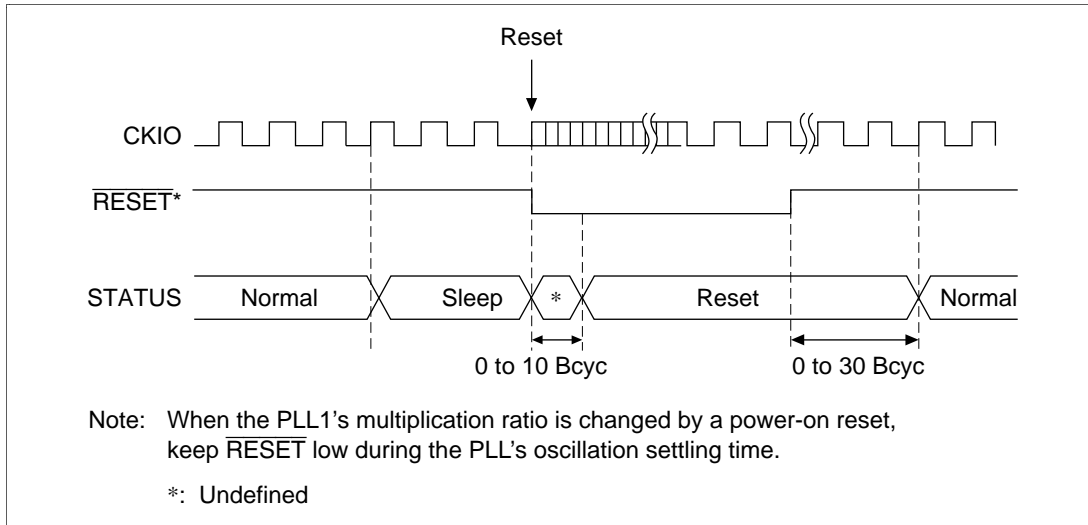 Reset
CKIO
RESET*
STATUS Normal Sleep * Reset Normal
0 to 10 Bcyc 0 to 30 Bcyc
Note: When the PLL1's multiplication ratio is changed by a power-on reset,
keep RESET low during the PLL's oscillation settling time.
*: Undefined